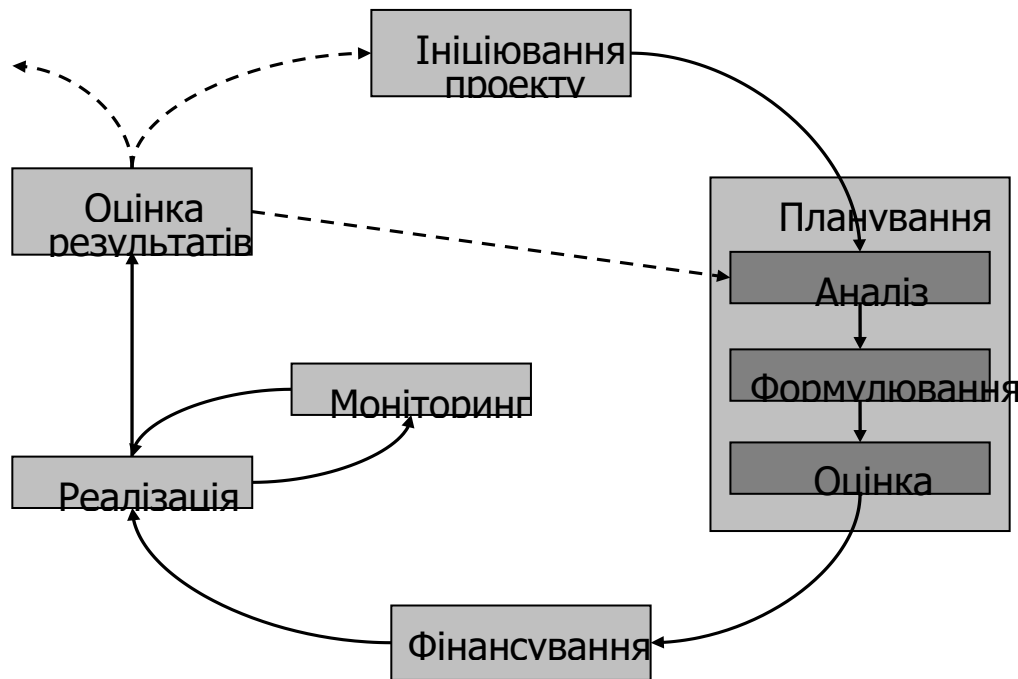 Ініціювання
проекту
Оцінка
результатів
Планування
Аналіз
Формулювання
Оцінка
Моніторинг
Реалізація
Фінансування